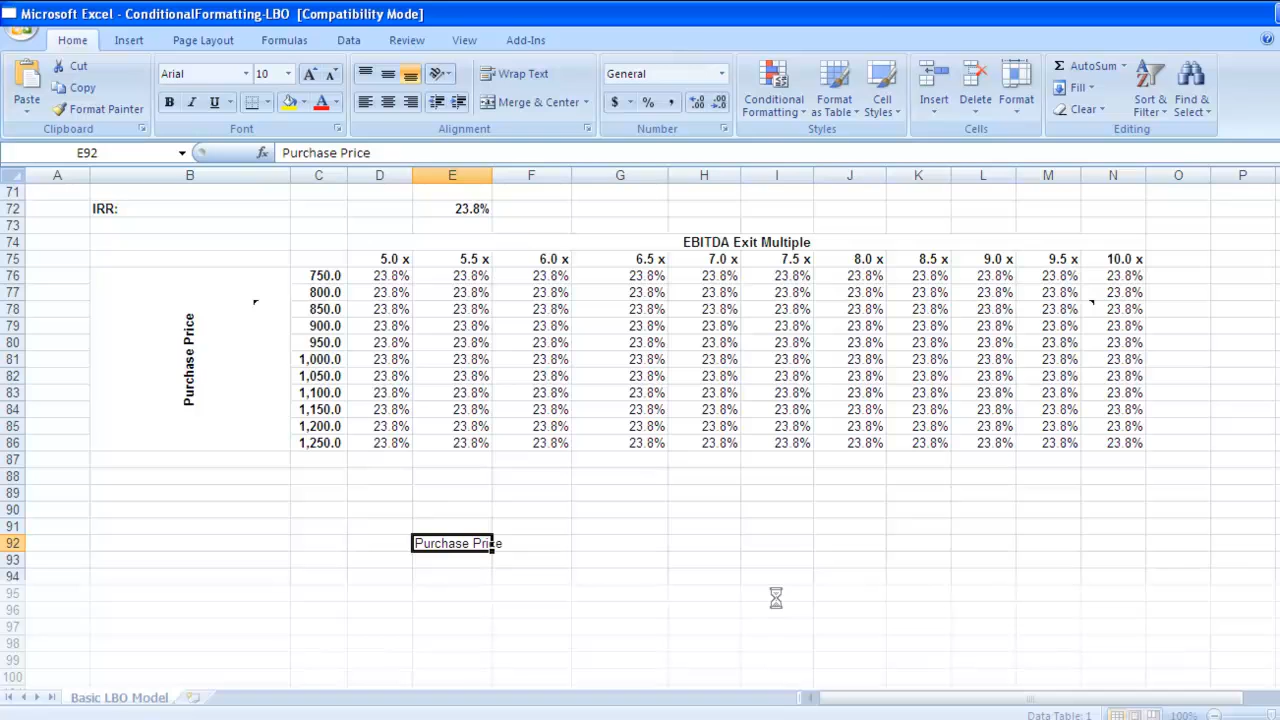 Microsoft Excel - ConditionalFormatting-LBO [Compatibility Mode]
Home Insert Page Layout Formulas Data Review View Add-Ins
Paste
Cut
Copy
Format Painter
Clipboard
Arial 10 A A
B I U A
Font
Wrap Text
Merge & Center
Alignment
General
$ % ,
Number
Conditional Formatting
Format as Table
Cell Styles
Styles
Insert Delete Format
Cells
Σ AutoSum
Fill
Clear
Sort & Filter
Find & Select
Editing
E92 fx Purchase Price
A B C D E F G H I J K L M N O P
71
72 IRR: 23.8%
73
74 EBITDA Exit Multiple
75 5.0 x 5.5 x 6.0 x 6.5 x 7.0 x 7.5 x 8.0 x 8.5 x 9.0 x 9.5 x 10.0 x
76 750.0 23.8% 23.8% 23.8% 23.8% 23.8% 23.8% 23.8% 23.8% 23.8% 23.8% 23.8%
77 800.0 23.8% 23.8% 23.8% 23.8% 23.8% 23.8% 23.8% 23.8% 23.8% 23.8% 23.8%
78 850.0 23.8% 23.8% 23.8% 23.8% 23.8% 23.8% 23.8% 23.8% 23.8% 23.8% 23.8%
79 900.0 23.8% 23.8% 23.8% 23.8% 23.8% 23.8% 23.8% 23.8% 23.8% 23.8% 23.8%
80 950.0 23.8% 23.8% 23.8% 23.8% 23.8% 23.8% 23.8% 23.8% 23.8% 23.8% 23.8%
81 1,000.0 23.8% 23.8% 23.8% 23.8% 23.8% 23.8% 23.8% 23.8% 23.8% 23.8% 23.8%
82 1,050.0 23.8% 23.8% 23.8% 23.8% 23.8% 23.8% 23.8% 23.8% 23.8% 23.8% 23.8%
83 1,100.0 23.8% 23.8% 23.8% 23.8% 23.8% 23.8% 23.8% 23.8% 23.8% 23.8% 23.8%
84 1,150.0 23.8% 23.8% 23.8% 23.8% 23.8% 23.8% 23.8% 23.8% 23.8% 23.8% 23.8%
85 1,200.0 23.8% 23.8% 23.8% 23.8% 23.8% 23.8% 23.8% 23.8% 23.8% 23.8% 23.8%
86 1,250.0 23.8% 23.8% 23.8% 23.8% 23.8% 23.8% 23.8% 23.8% 23.8% 23.8% 23.8%
Purchase Price
87
88
89
90
91
92 Purchase Price
93
94
95
96
97
98
99
100
Basic LBO Model
Data Table: 1 100%